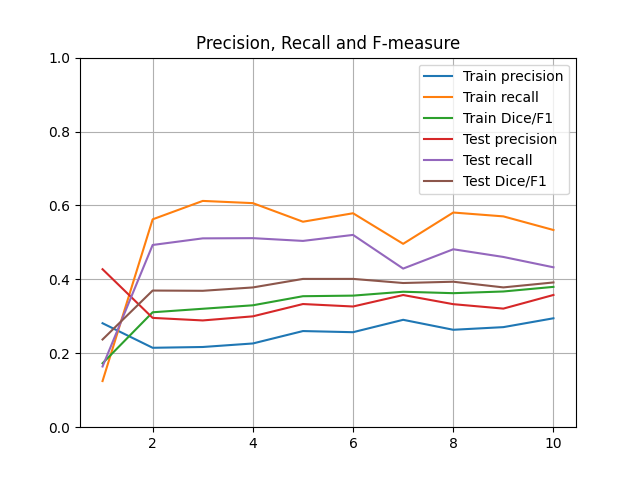 Precision, Recall and F-measure
1.0
0.8
0.6
0.4
0.2
0.0
2
4
6
8
10
Train precision
Train recall
Train Dice/F1
Test precision
Test recall
Test Dice/F1